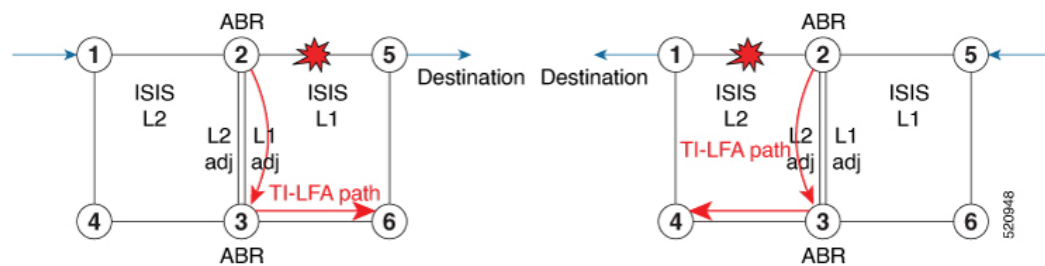 ABR
1
2
5
Destination
ISIS
L2
ISIS
L1
L2
adj
L1
adj
TI-LFA path
4
3
6
ABR
ABR
1
2
5
Destination
ISIS
L2
ISIS
L1
L2
adj
L1
adj
TI-LFA path
4
3
6
ABR
520948